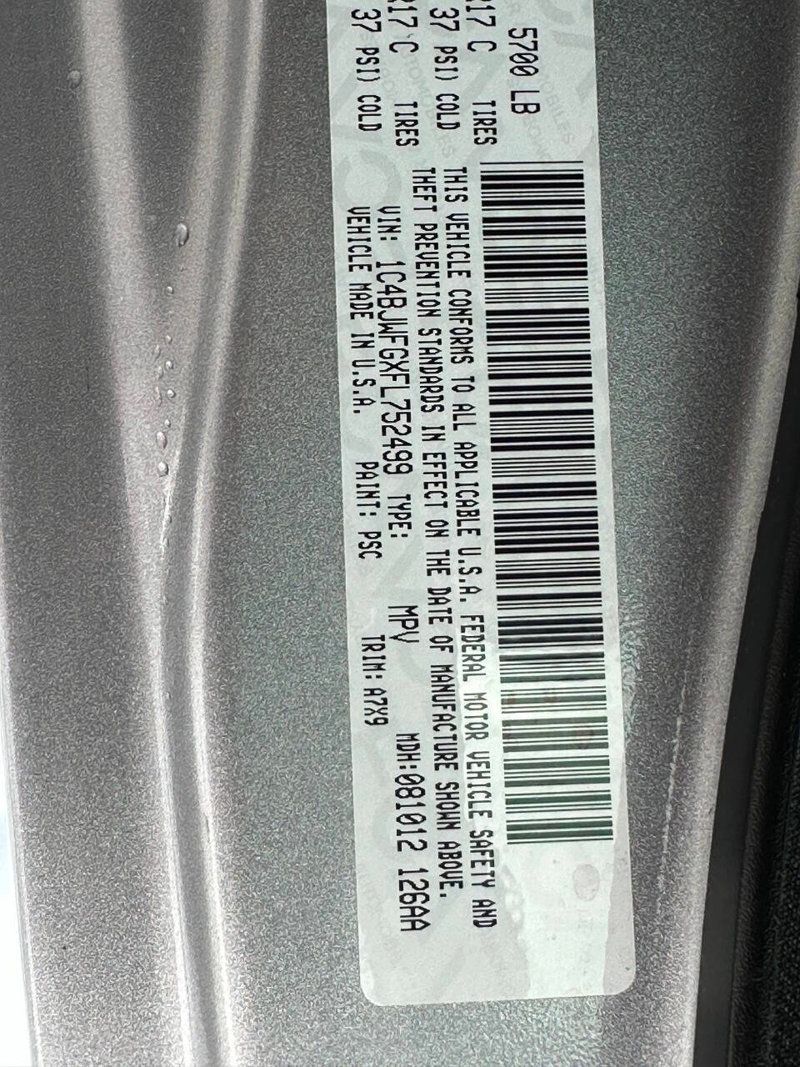 5700 LB
R17 C TIRES
37 PSI) COLD
R17 C TIRES
37 PSI) COLD
THIS VEHICLE CONFORMS TO ALL APPLICABLE U.S.A. FEDERAL MOTOR VEHICLE SAFETY AND
THEFT PREVENTION STANDARDS IN EFFECT ON THE DATE OF MANUFACTURE SHOWN ABOVE.
VIN: 1C4BJWFGXFL752499 TYPE: MPV MDH:081012 126AA
VEHICLE MADE IN U.S.A. PAINT: PSC TRIM: A7X9